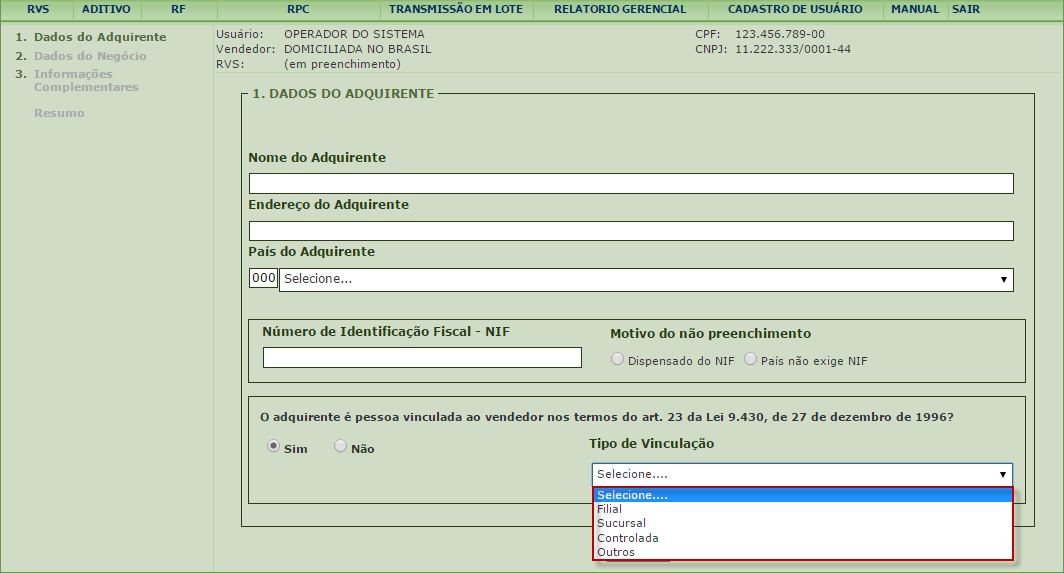 RVS ADITIVO RF RPC TRANSMISSÃO EM LOTE RELATORIO GERENCIAL CADASTRO DE USUÁRIO MANUAL SAIR
1. Dados do Adquirente
2. Dados do Negócio
3. Informações
Complementares
Resumo
Usuário: OPERADOR DO SISTEMA CPF: 123.456.789-00
Vendedor: DOMICILIADA NO BRASIL CNPJ: 11.222.333/0001-44
RVS: (em preenchimento)
1. DADOS DO ADQUIRENTE
Nome do Adquirente
Endereço do Adquirente
País do Adquirente
000 Selecione...
Número de Identificação Fiscal - NIF Motivo do não preenchimento
Dispensado do NIF País não exige NIF
O adquirente é pessoa vinculada ao vendedor nos termos do art. 23 da Lei 9.430, de 27 de dezembro de 1996?
Sim Não Tipo de Vinculação
Selecione....
Selecione....
Filial
Sucursal
Controlada
Outros